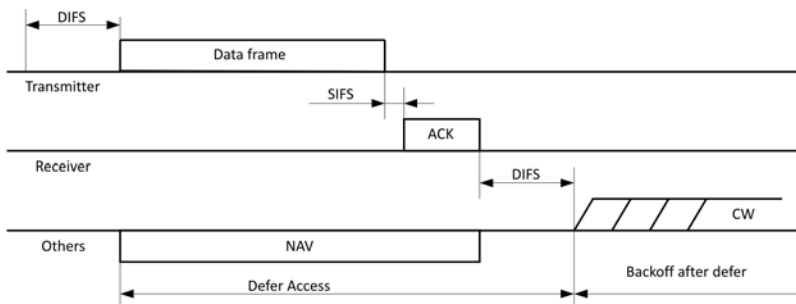 DIFS
Data frame
Transmitter
SIFS
ACK
Receiver
DIFS
CW
Others
NAV
Defer Access
Backoff after defer